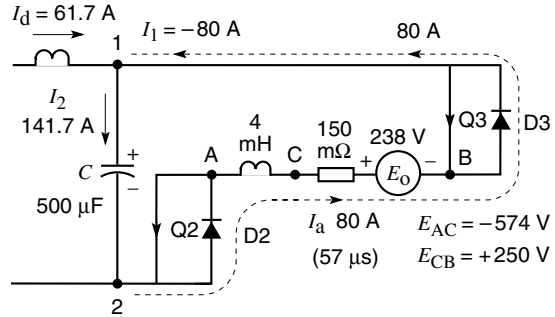 I_d = 61.7 A
1
I_1 = −80 A
80 A
I_2
141.7 A
C
+
−
500 µF
4
mH
150
mΩ
238 V
A
C
+
E_o
−
B
Q3
D3
Q2
D2
I_a 80 A
(57 µs)
E_AC = −574 V
E_CB = +250 V
2